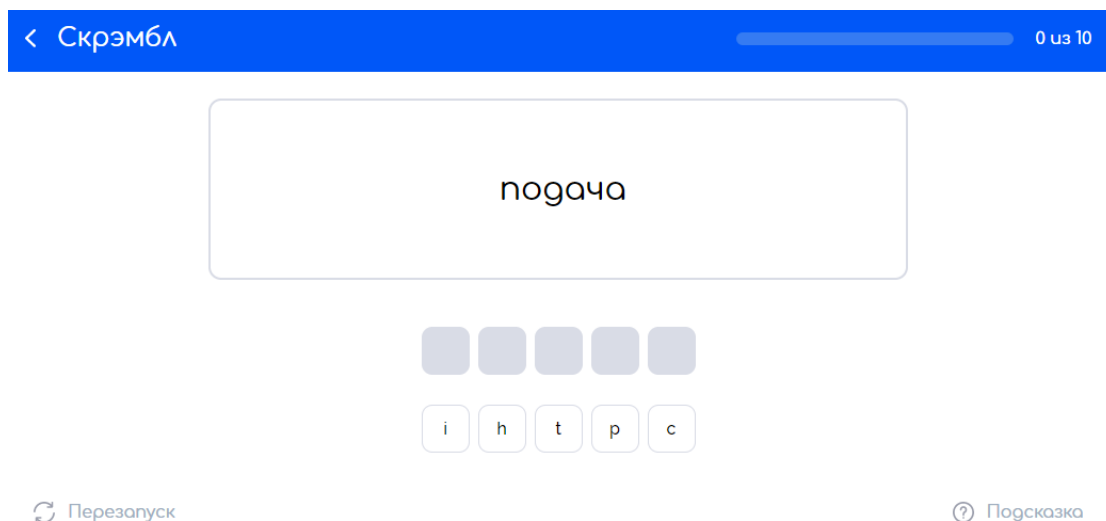 Скрэмбл
0 из 10
подача
i h t p c
Перезапуск
Подсказка